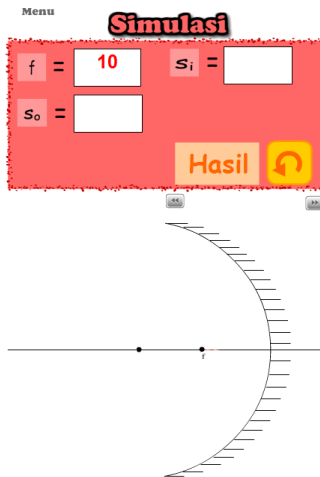 Menu
Simulasi
f = 10
si =
so =
Hasil
f